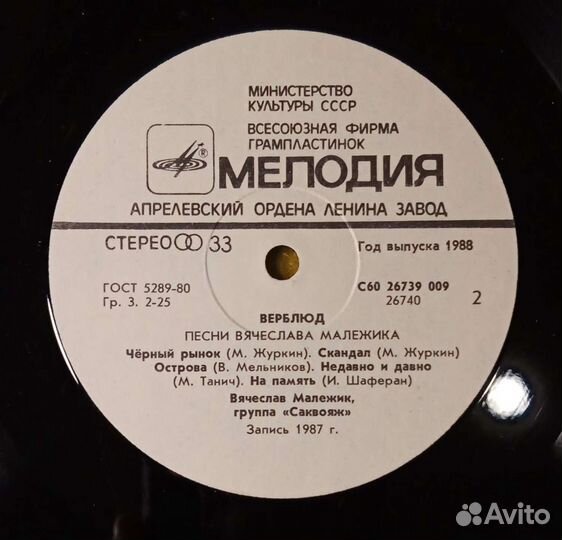 МИНИСТЕРСТВО
КУЛЬТУРЫ СССР
ВСЕСОЮЗНАЯ ФИРМА
ГРАМПЛАСТИНОК
®
МЕЛОДИЯ
АПРЕЛЕВСКИЙ ОРДЕНА ЛЕНИНА ЗАВОД
СТЕРЕО 33
Год выпуска 1988
ГОСТ 5289-80
Гр. 3. 2-25
С60 26739 009
26740
2
ВЕРБЛЮД
ПЕСНИ ВЯЧЕСЛАВА МАЛЕЖИКА
Чёрный рынок (М. Журкин). Скандал (М. Журкин)
Острова (В. Мельников). Недавно и давно
(М. Танич). На память (И. Шаферан)
Вячеслав Малежик,
группа «Саквояж»
Запись 1987 г.
Avito